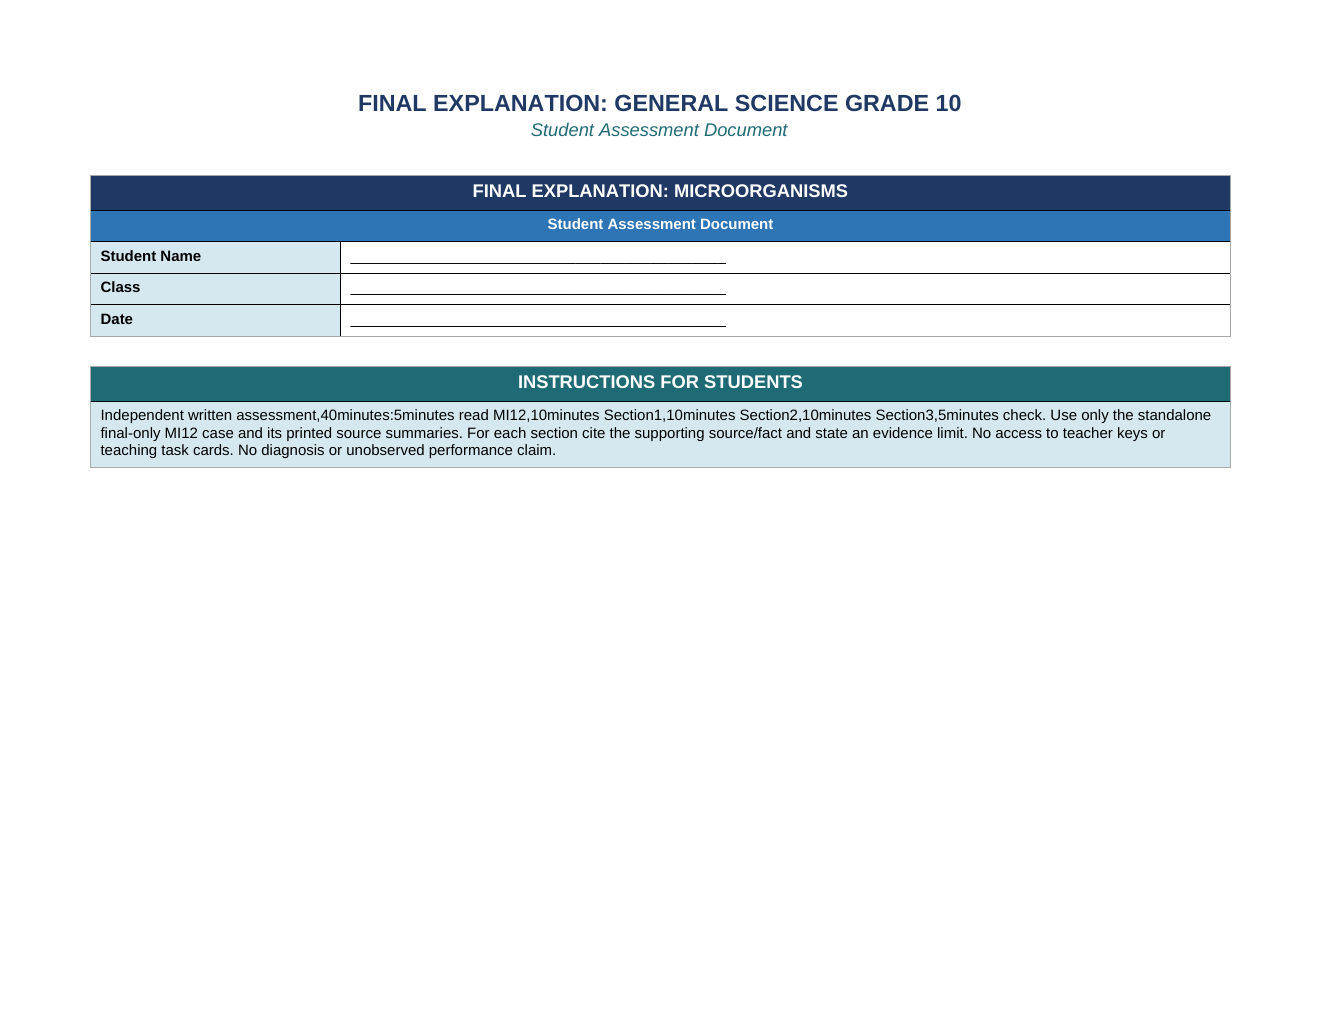 FINAL EXPLANATION: GENERAL SCIENCE GRADE 10
Student Assessment Document
FINAL EXPLANATION: MICROORGANISMS
Student Assessment Document
Student Name _____________________________________________
Class _____________________________________________
Date _____________________________________________
INSTRUCTIONS FOR STUDENTS
Independent written assessment,40minutes:5minutes read MI12,10minutes Section1,10minutes Section2,10minutes Section3,5minutes check. Use only the standalone
final-only MI12 case and its printed source summaries. For each section cite the supporting source/fact and state an evidence limit. No access to teacher keys or
teaching task cards. No diagnosis or unobserved performance claim.